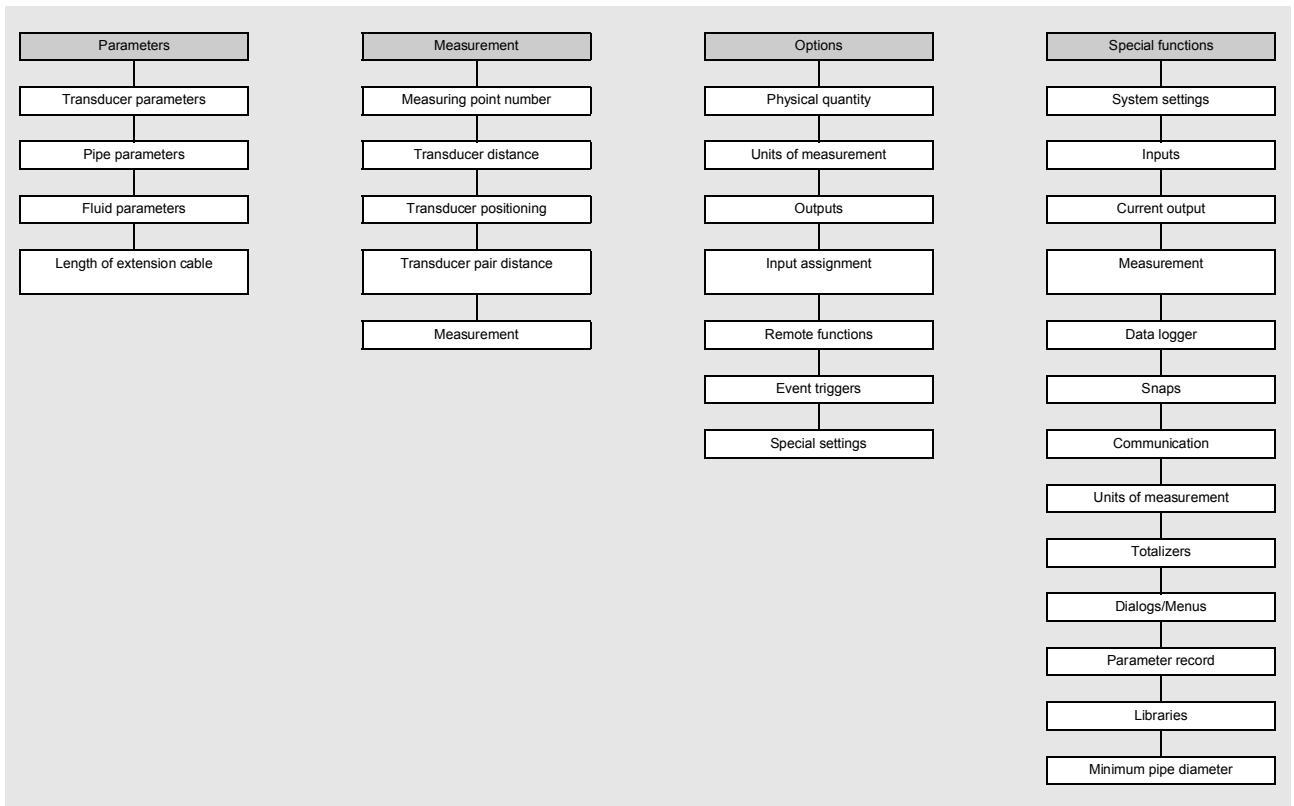 Parameters
Transducer parameters
Pipe parameters
Fluid parameters
Length of extension cable
Measurement
Measuring point number
Transducer distance
Transducer positioning
Transducer pair distance
Measurement
Options
Physical quantity
Units of measurement
Outputs
Input assignment
Remote functions
Event triggers
Special settings
Special functions
System settings
Inputs
Current output
Measurement
Data logger
Snaps
Communication
Units of measurement
Totalizers
Dialogs/Menus
Parameter record
Libraries
Minimum pipe diameter